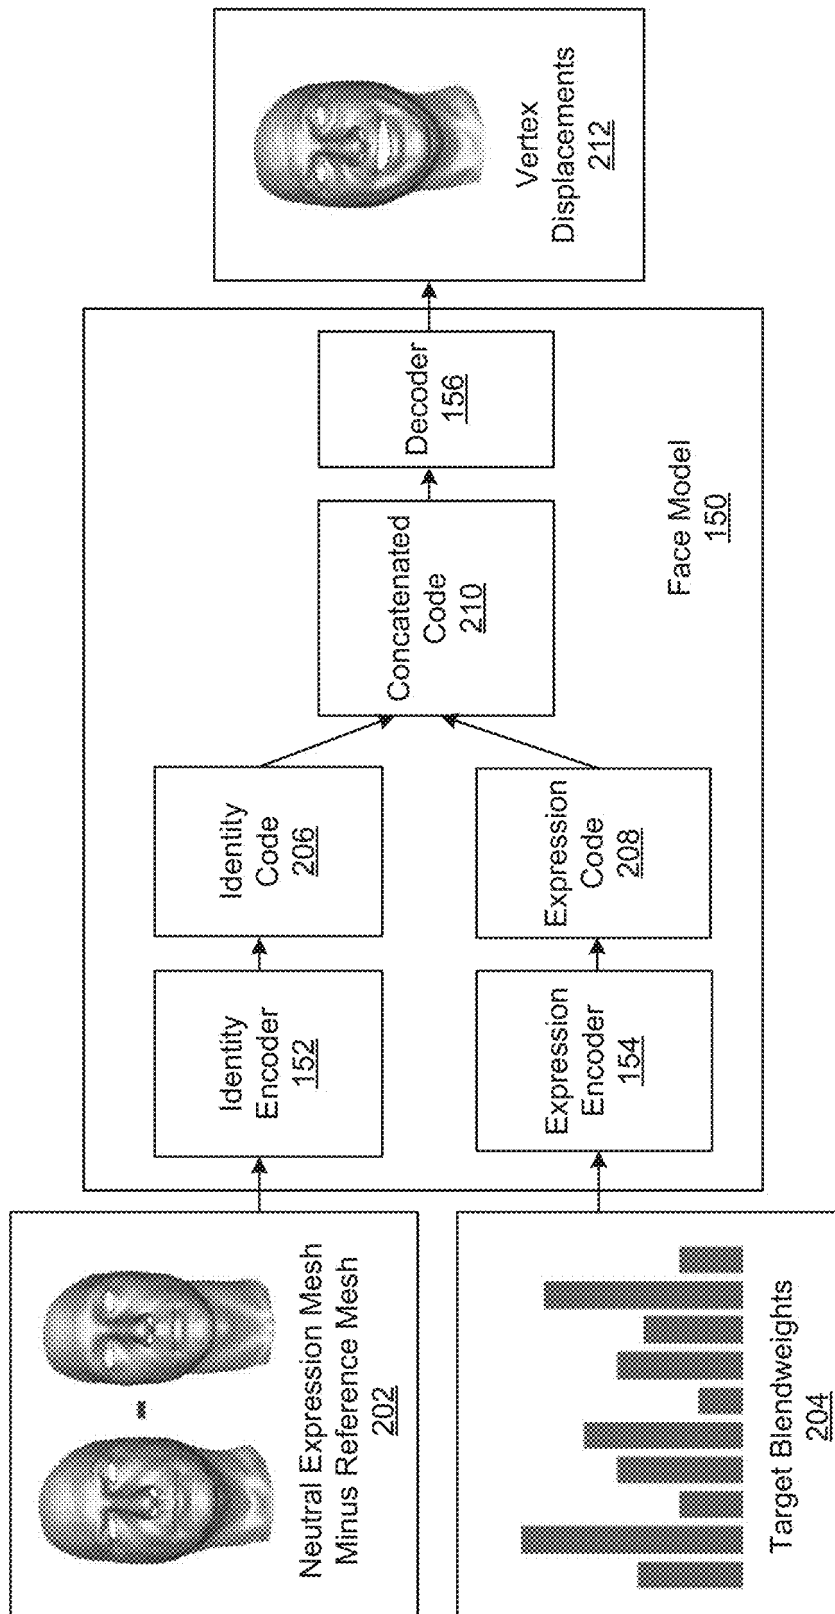 Neutral Expression Mesh
Minus Reference Mesh
202
Target Blendweights
204
Identity
Encoder
152
Expression
Encoder
154
Identity
Code
206
Expression
Code
208
Concatenated
Code
210
Decoder
156
Face Model
150
Vertex
Displacements
212